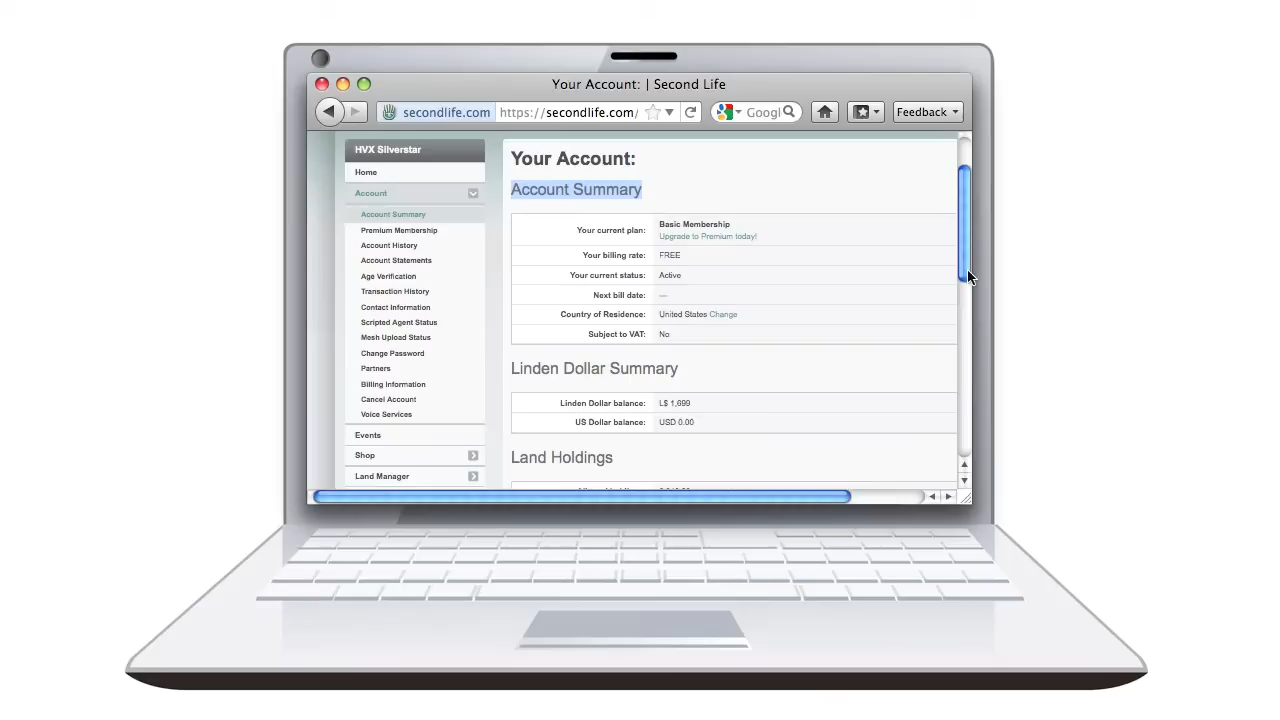 Your Account: | Second Life
secondlife.com https://secondlife.com/ Googl Feedback
HVX Silverstar
Home
Account
Account Summary
Premium Membership
Account History
Account Statements
Age Verification
Transaction History
Contact Information
Scripted Agent Status
Mesh Upload Status
Change Password
Partners
Billing Information
Cancel Account
Voice Services
Events
Shop
Land Manager
Your Account:
Account Summary
Your current plan: Basic Membership
Upgrade to Premium today!
Your billing rate: FREE
Your current status: Active
Next bill date: —
Country of Residence: United States Change
Subject to VAT: No
Linden Dollar Summary
Linden Dollar balance: L$ 1,699
US Dollar balance: USD 0.00
Land Holdings